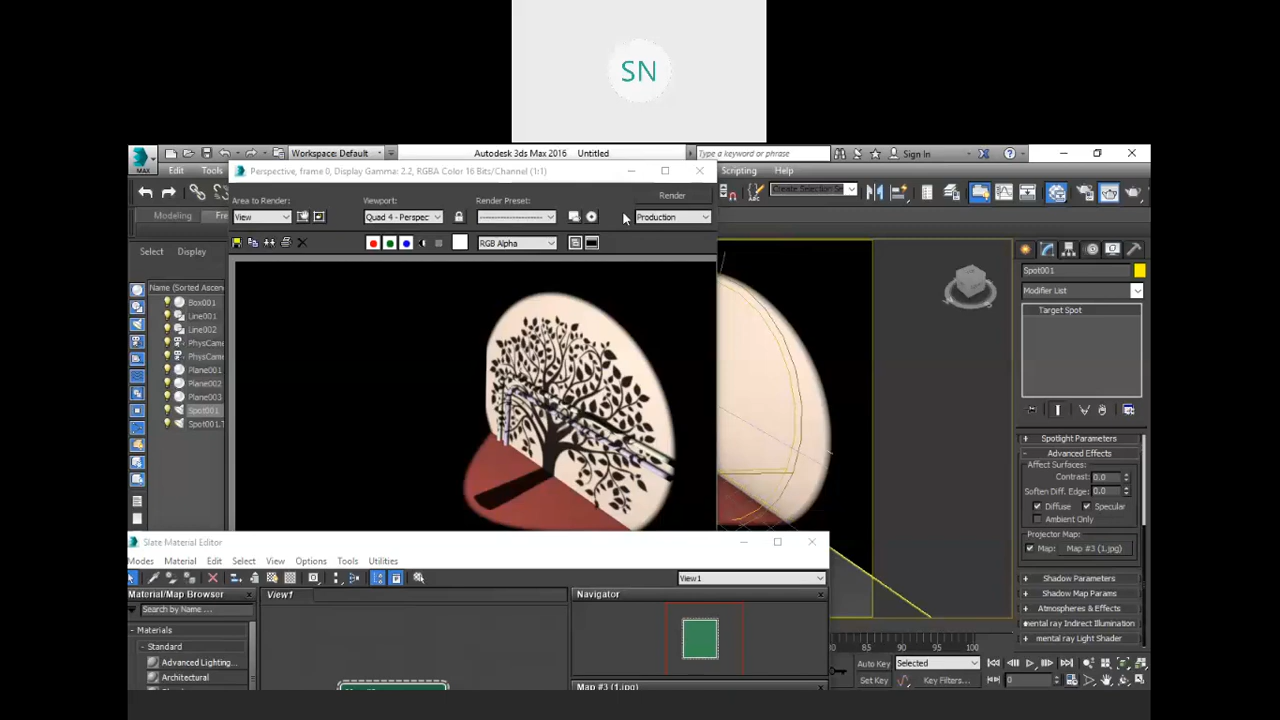 SN
Workspace: Default
Autodesk 3ds Max 2016 Untitled
Type a keyword or phrase
Sign In
MAX
Edit
Tools
Perspective, frame 0, Display Gamma: 2.2, RGBA Color 16 Bits/Channel (1:1)
Scripting
Help
Create Selection Se
Area to Render:
Viewport:
Render Preset:
Render
View
Quad 4 - Perspec
Production
Modeling
Fre
RGB Alpha
Select
Display
Name (Sorted Ascen
Box001
Line001
Line002
PhysCame
PhysCame
Plane001
Plane002
Plane003
Spot001
Spot001.T
Spot001
Modifier List
Target Spot
Spotlight Parameters
Advanced Effects
Affect Surfaces:
Contrast: 0.0
Soften Diff. Edge: 0.0
Diffuse
Specular
Ambient Only
Projector Map:
Map: Map #3 (1.jpg)
Shadow Parameters
Shadow Map Params
Atmospheres & Effects
mental ray Indirect Illumination
mental ray Light Shader
Slate Material Editor
Modes
Material
Edit
Select
View
Options
Tools
Utilities
View1
Material/Map Browser
View1
Navigator
Search by Name ...
- Materials
- Standard
Advanced Lighting...
Architectural
Map #3 (1.jpg)
85 90 95 100
Auto Key
Selected
Set Key
Key Filters...
0